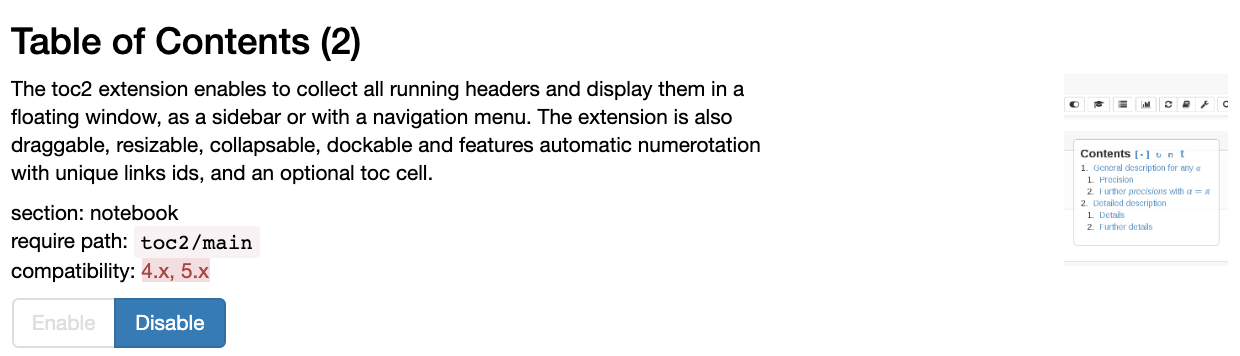 Table of Contents (2)
The toc2 extension enables to collect all running headers and display them in a
floating window, as a sidebar or with a navigation menu. The extension is also
draggable, resizable, collapsable, dockable and features automatic numerotation
with unique links ids, and an optional toc cell.
section: notebook
require path: toc2/main
compatibility: 4.x, 5.x
Enable Disable
Contents [-] ↻ n t
1. General description for any α
1. Precision
2. Further precisions with α = π
2. Detailed description
1. Details
2. Further details